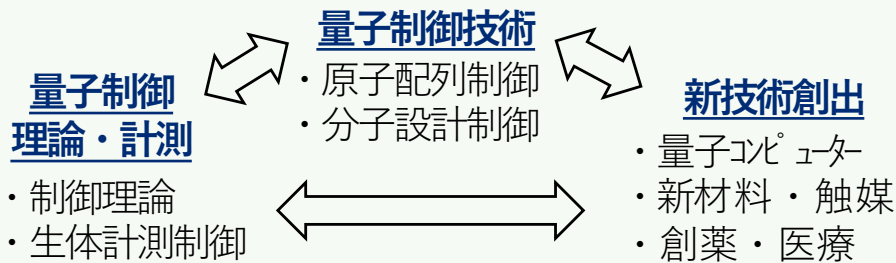 量子制御技術
・原子配列制御
・分子設計制御
量子制御
理論・計測
・制御理論
・生体計測制御
新技術創出
・量子コンピューター
・新材料・触媒
・創薬・医療